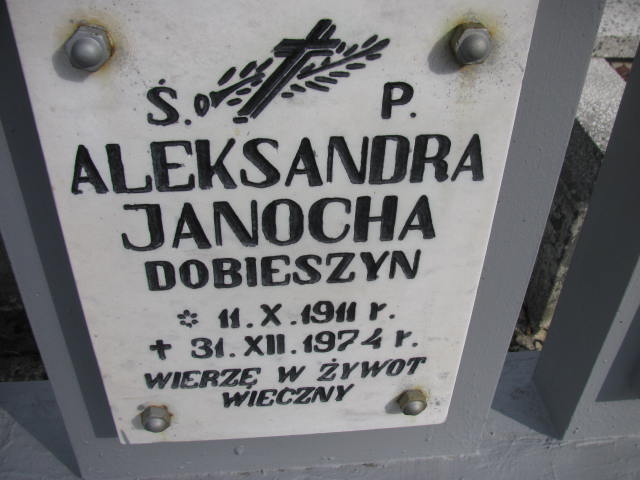 Ś. P.
ALEKSANDRA
JANOCHA
DOBIESZYN
* 11. X. 1911 r.
✝ 31. XII. 1974 r.
WIERZĘ W ŻYWOT
WIECZNY